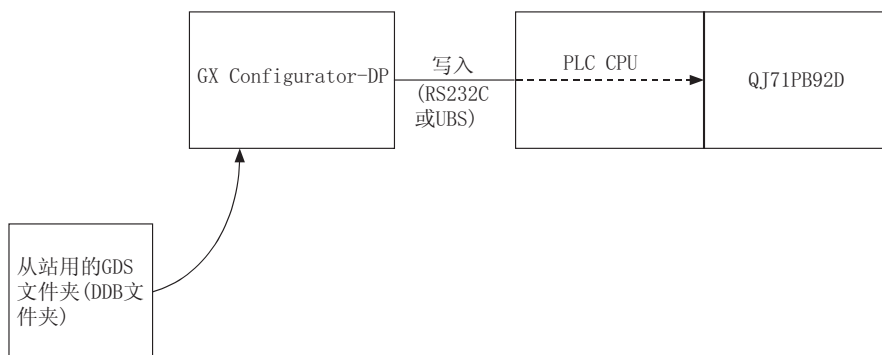 GX Configurator-DP
写入
(RS232C
或UBS)
PLC CPU
QJ71PB92D
从站用的GDS
文件夹(DDB文
件夹)